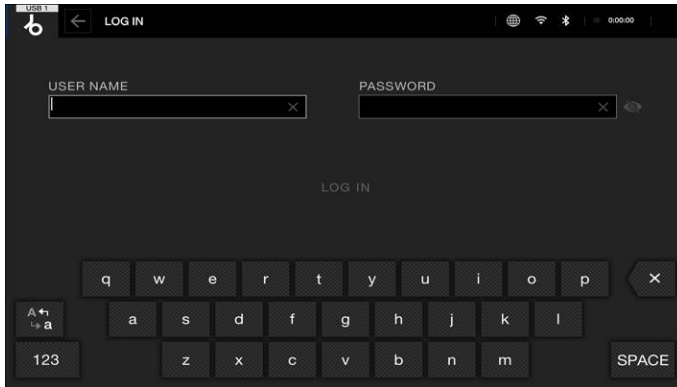 USB 1
LOG IN
0:00:00
USER NAME
PASSWORD
LOG IN
q w e r t y u i o p ×
A a
a s d f g h j k l
123 z x c v b n m SPACE